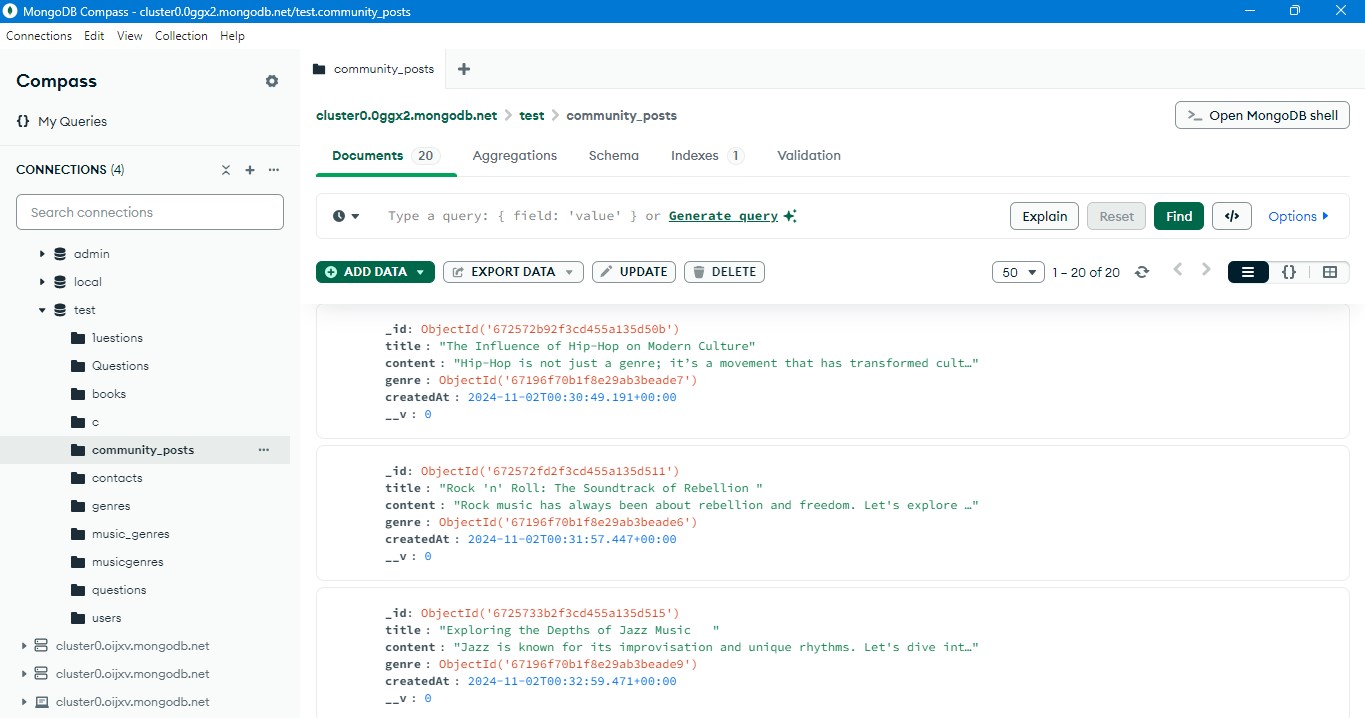 MongoDB Compass - cluster0.0ggx2.mongodb.net/test.community_posts
Connections Edit View Collection Help
Compass
{} My Queries
CONNECTIONS (4)
Search connections
admin
local
test
1uestions
Questions
books
c
community_posts
contacts
genres
music_genres
musicgenres
questions
users
cluster0.oijxv.mongodb.net
cluster0.oijxv.mongodb.net
cluster0.oijxv.mongodb.net
community_posts
cluster0.0ggx2.mongodb.net > test > community_posts
>_ Open MongoDB shell
Documents 20 Aggregations Schema Indexes 1 Validation
Type a query: { field: 'value' } or Generate query
Explain Reset Find </> Options
ADD DATA EXPORT DATA UPDATE DELETE
50 1 – 20 of 20 {}
_id: ObjectId('672572b92f3cd455a135d50b')
title : "The Influence of Hip-Hop on Modern Culture"
content : "Hip-Hop is not just a genre; it’s a movement that has transformed cult…"
genre : ObjectId('67196f70b1f8e29ab3beade7')
createdAt : 2024-11-02T00:30:49.191+00:00
__v : 0
_id: ObjectId('672572fd2f3cd455a135d511')
title : "Rock 'n' Roll: The Soundtrack of Rebellion "
content : "Rock music has always been about rebellion and freedom. Let's explore …"
genre : ObjectId('67196f70b1f8e29ab3beade6')
createdAt : 2024-11-02T00:31:57.447+00:00
__v : 0
_id: ObjectId('6725733b2f3cd455a135d515')
title : "Exploring the Depths of Jazz Music   "
content : "Jazz is known for its improvisation and unique rhythms. Let's dive int…"
genre : ObjectId('67196f70b1f8e29ab3beade9')
createdAt : 2024-11-02T00:32:59.471+00:00
__v : 0